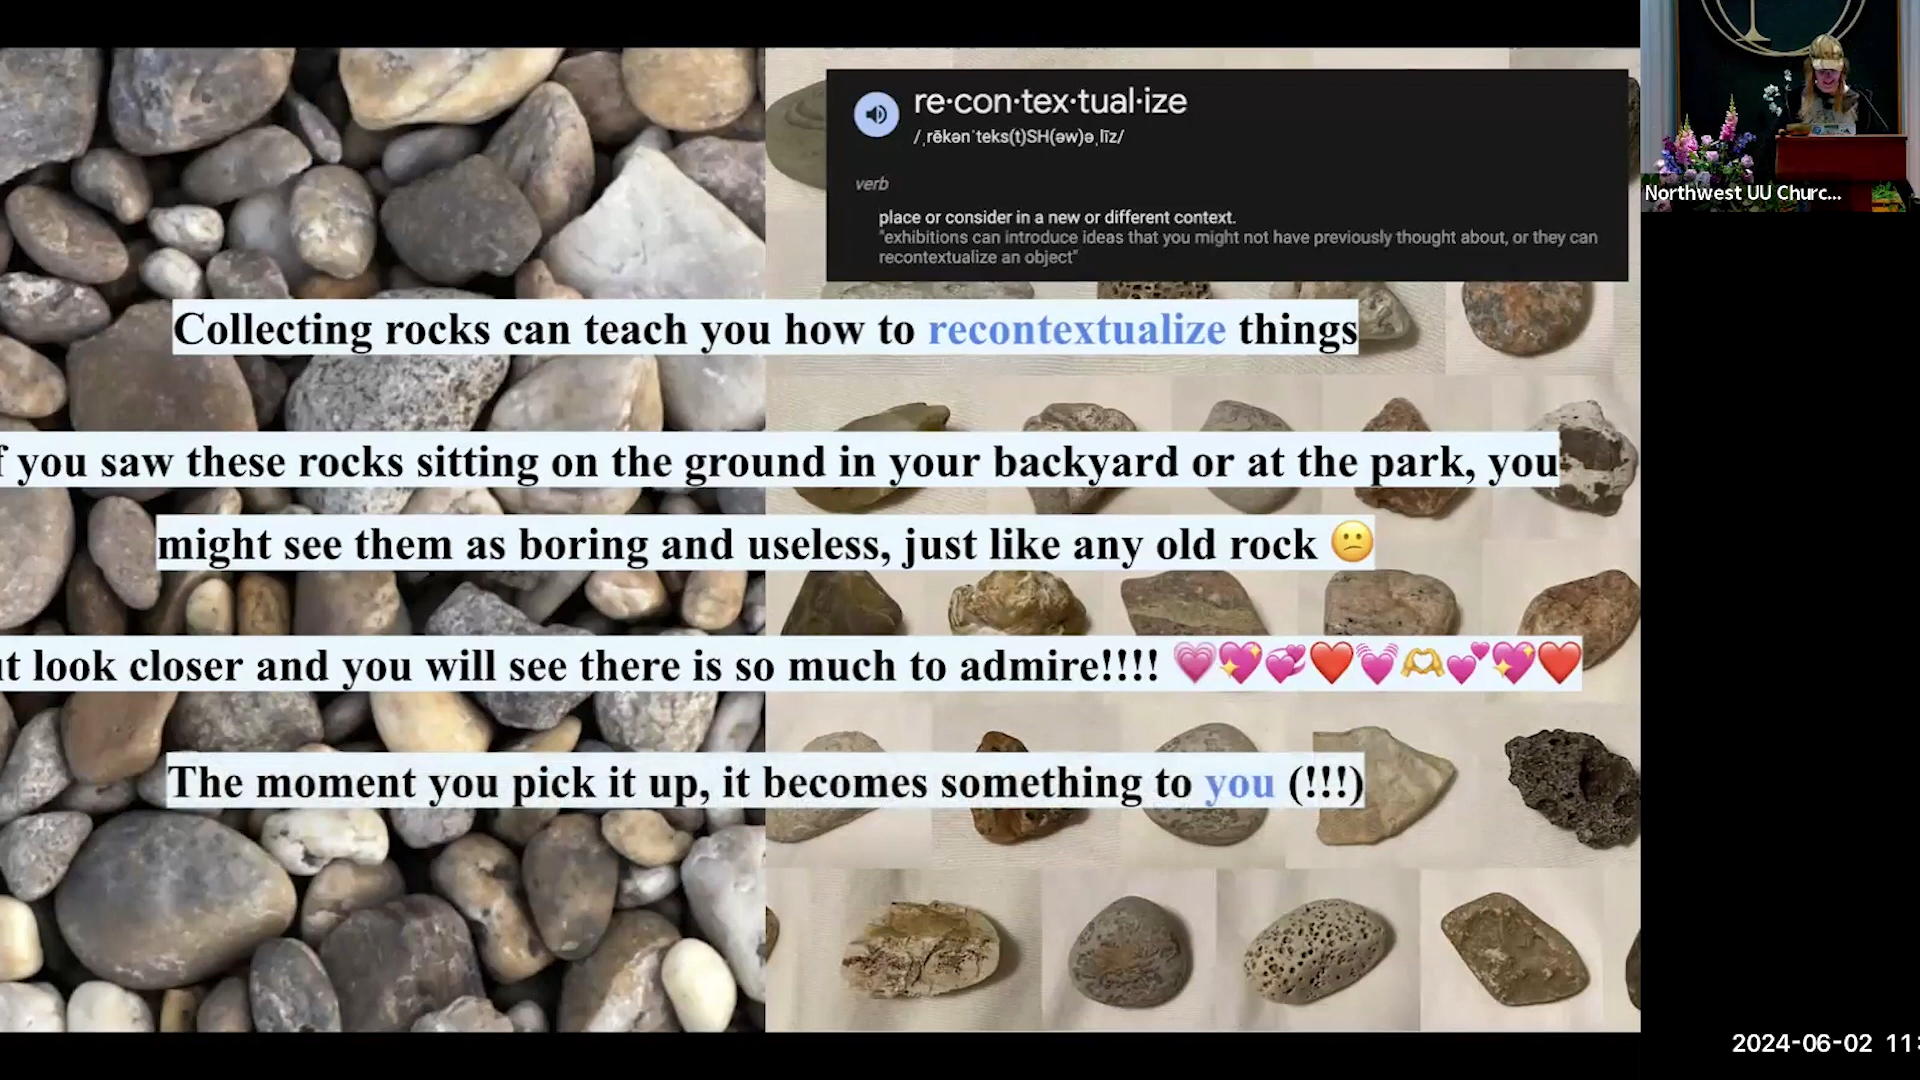 re·con·tex·tual·ize
/ˌrēkənˈteks(t)SH(əw)əˌlīz/
verb
place or consider in a new or different context.
"exhibitions can introduce ideas that you might not have previously thought about, or they can
recontextualize an object"
Northwest UU Churc...
Collecting rocks can teach you how to recontextualize things
f you saw these rocks sitting on the ground in your backyard or at the park, you
might see them as boring and useless, just like any old rock 😕
ut look closer and you will see there is so much to admire!!!! 💗💖💞❤️💓🫶💕💖❤️
The moment you pick it up, it becomes something to you (!!!)
2024-06-02 11: